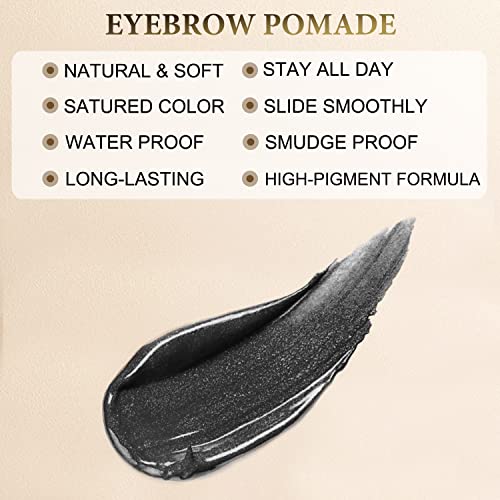 EYEBROW POMADE
NATURAL & SOFT
STAY ALL DAY
SATURED COLOR
SLIDE SMOOTHLY
WATER PROOF
SMUDGE PROOF
LONG-LASTING
HIGH-PIGMENT FORMULA